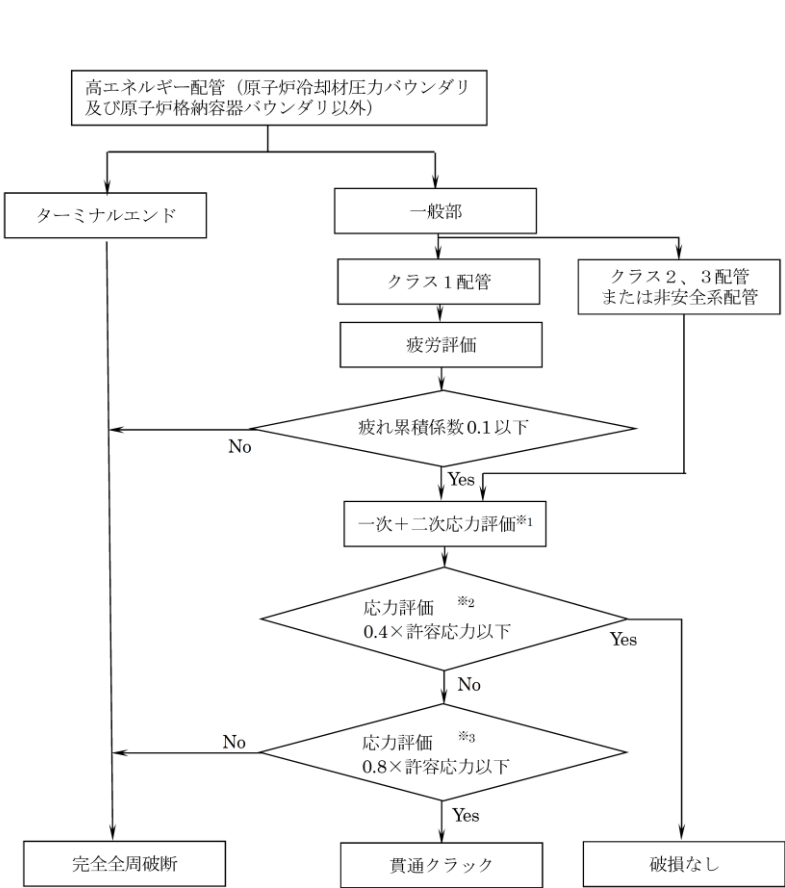 高エネルギー配管（原子炉冷却材圧力バウンダリ
及び原子炉格納容器バウンダリ以外）
ターミナルエンド
一般部
クラス１配管
クラス２、３配管
または非安全系配管
疲労評価
疲れ累積係数0.1以下
No
Yes
一次＋二次応力評価※1
応力評価 ※2
0.4×許容応力以下
Yes
No
応力評価 ※3
0.8×許容応力以下
No
Yes
完全全周破断
貫通クラック
破損なし